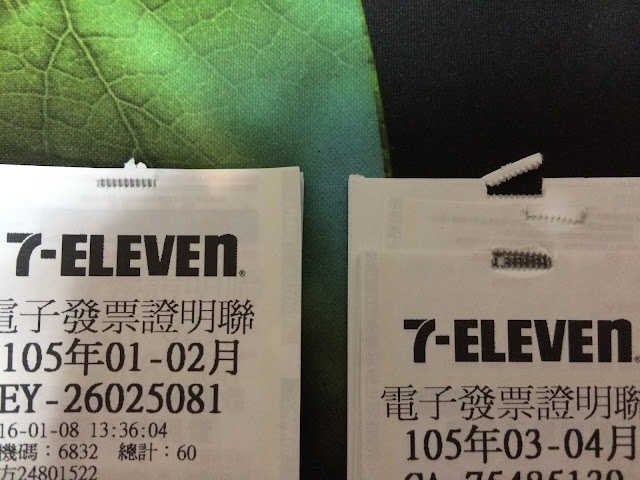 7-ELEVEN®
電子發票證明聯
105年01-02月
EY-26025081
16-01-08 13:36:04
機碼：6832 總計：60
方24801522
7-ELEVEN®
電子發票證明聯
105年03-04月